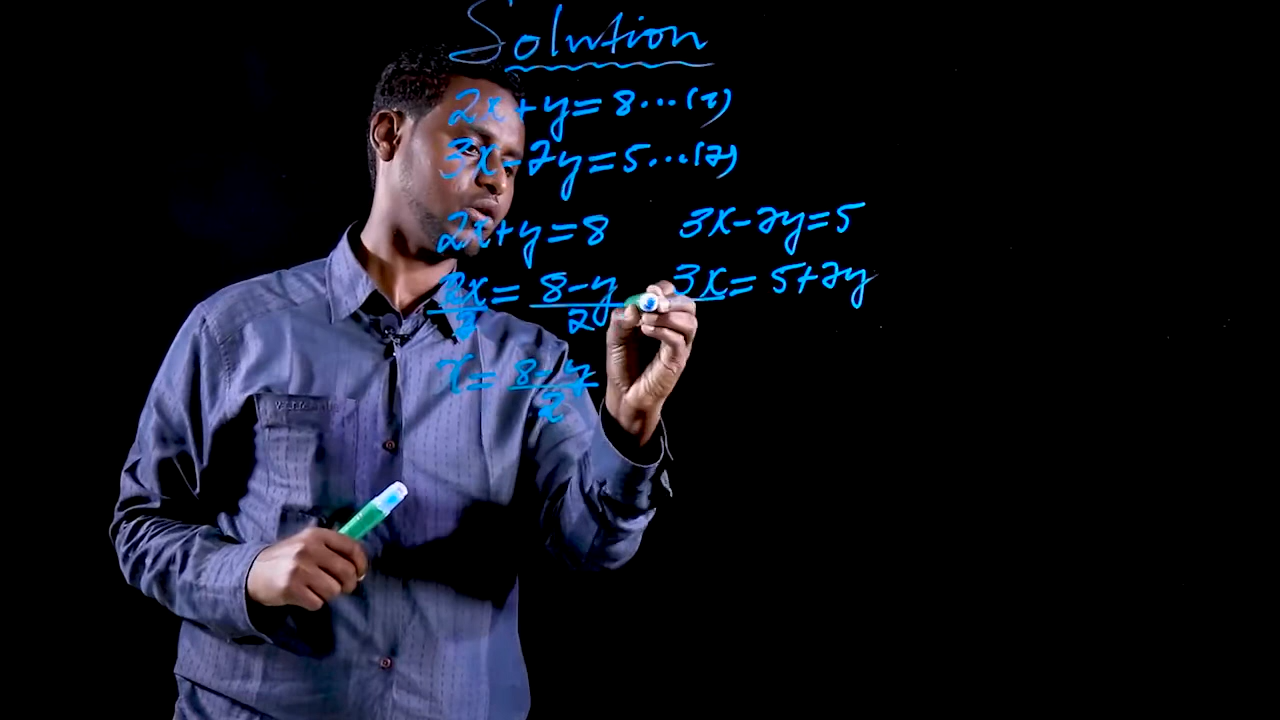 Solution
2x+y=8...(1)
3x-2y=5...(2)
2x+y=8 3x-2y=5
2x/2 = 8-y/2 3x = 5+2y
x = 8-y/2